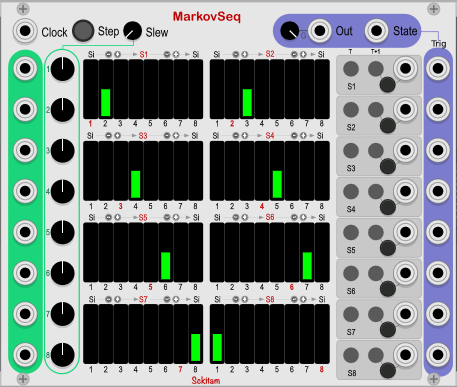 MarkovSeq
Clock Step Slew Out State
G
Trig
Si S1 Si Si S2 Si T T+1
1 S1
1 2 3 4 5 6 7 8 1 2 3 4 5 6 7 8
2 S2
S3 S4
3 S3
1 2 3 4 5 6 7 8 1 2 3 4 5 6 7 8
4 S4
Si S5 Si Si S6 Si
5 S5
1 2 3 4 5 6 7 8 1 2 3 4 5 6 7 8
6 S6
Si S7 Si Si S8 Si
7 S7
1 2 3 4 5 6 7 8 1 2 3 4 5 6 7 8
8 S8
Sckitam